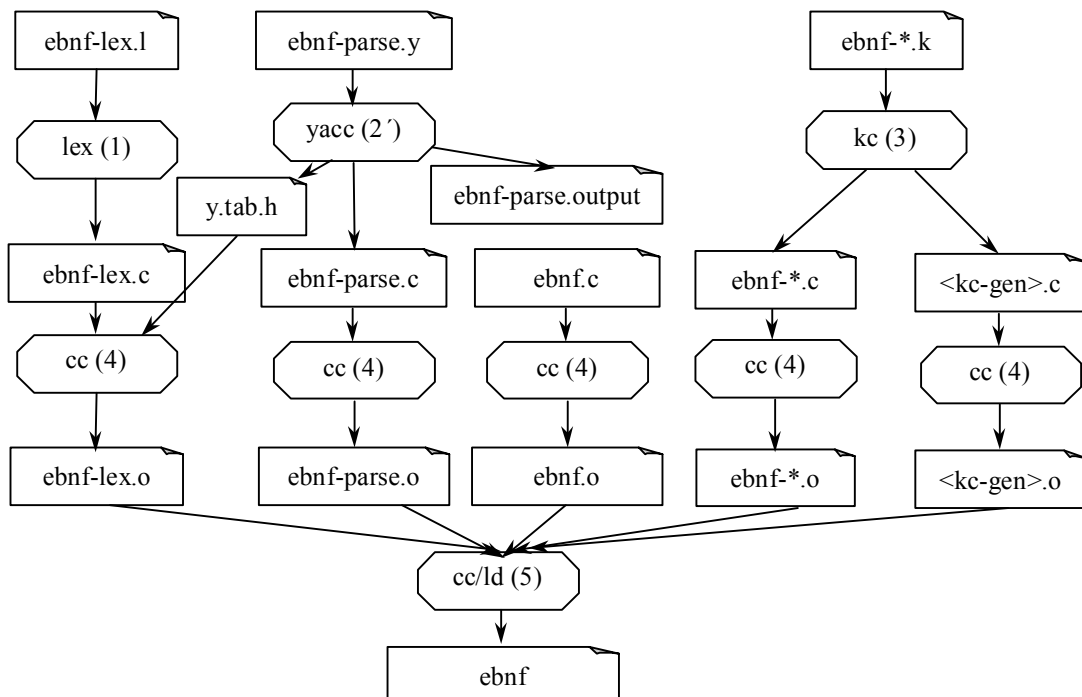 ebnf-lex.l
ebnf-parse.y
ebnf-*.k
lex (1)
yacc (2´)
kc (3)
y.tab.h
ebnf-parse.output
ebnf-lex.c
ebnf-parse.c
ebnf.c
ebnf-*.c
<kc-gen>.c
cc (4)
cc (4)
cc (4)
cc (4)
cc (4)
ebnf-lex.o
ebnf-parse.o
ebnf.o
ebnf-*.o
<kc-gen>.o
cc/ld (5)
ebnf